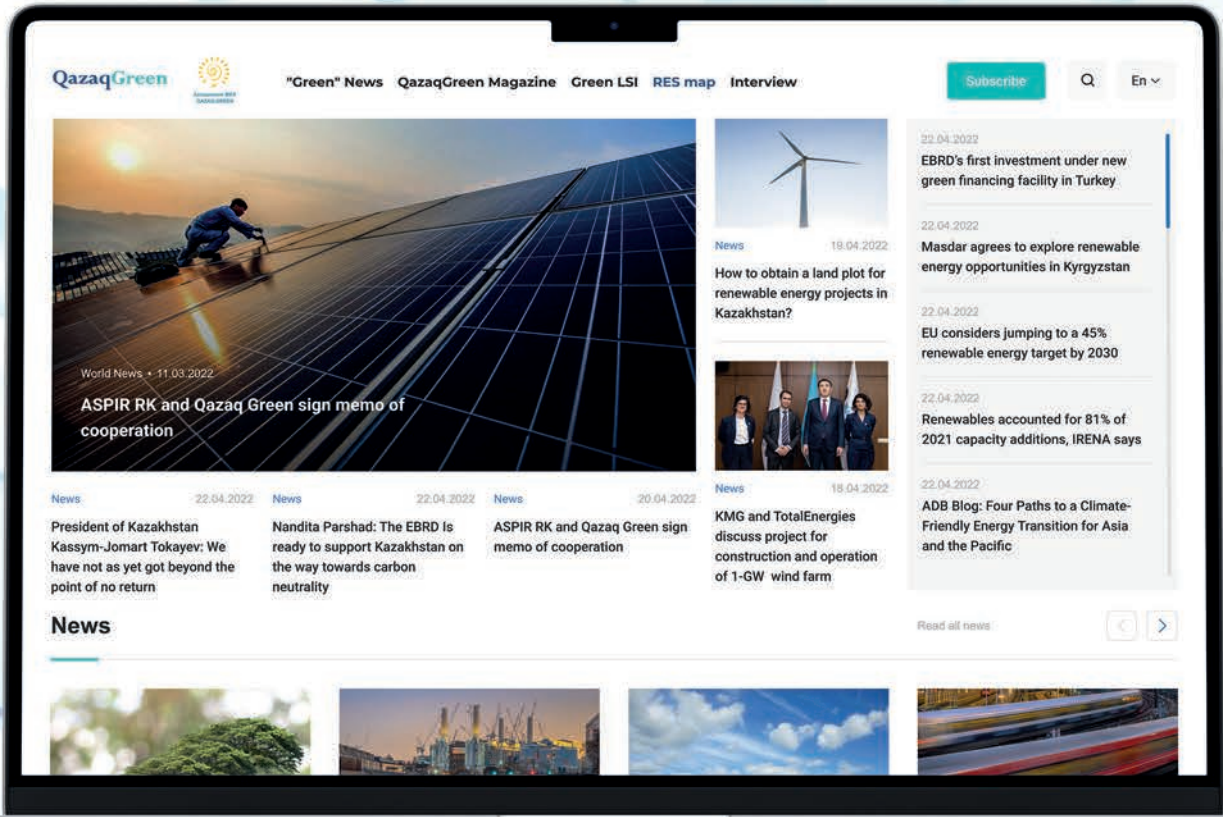 QazaqGreen
QAZAQ GREEN
"Green" News QazaqGreen Magazine Green LSI RES map Interview
Subscribe
En
World News • 11.03.2022
ASPIR RK and Qazaq Green sign memo of
cooperation
News 22.04.2022
President of Kazakhstan
Kassym-Jomart Tokayev: We
have not as yet got beyond the
point of no return
News 22.04.2022
Nandita Parshad: The EBRD Is
ready to support Kazakhstan on
the way towards carbon
neutrality
News 20.04.2022
ASPIR RK and Qazaq Green sign
memo of cooperation
News 19.04.2022
How to obtain a land plot for
renewable energy projects in
Kazakhstan?
News 18.04.2022
KMG and TotalEnergies
discuss project for
construction and operation
of 1-GW wind farm
22.04.2022
EBRD's first investment under new
green financing facility in Turkey
22.04.2022
Masdar agrees to explore renewable
energy opportunities in Kyrgyzstan
22.04.2022
EU considers jumping to a 45%
renewable energy target by 2030
22.04.2022
Renewables accounted for 81% of
2021 capacity additions, IRENA says
22.04.2022
ADB Blog: Four Paths to a Climate-
Friendly Energy Transition for Asia
and the Pacific
News
Read all news